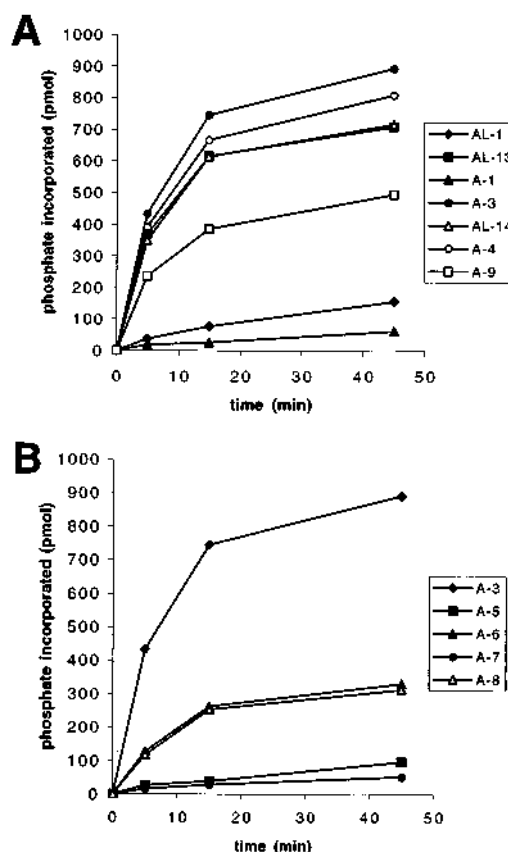 A
1000
900
800
700
600
500
400
300
200
100
0
phosphate incorporated (pmol)
0 10 20 30 40 50
time (min)
AL-1
AL-13
A-1
A-3
AL-14
A-4
A-9
B
1000
900
800
700
600
500
400
300
200
100
0
phosphate incorporated (pmol)
0 10 20 30 40 50
time (min)
A-3
A-5
A-6
A-7
A-8